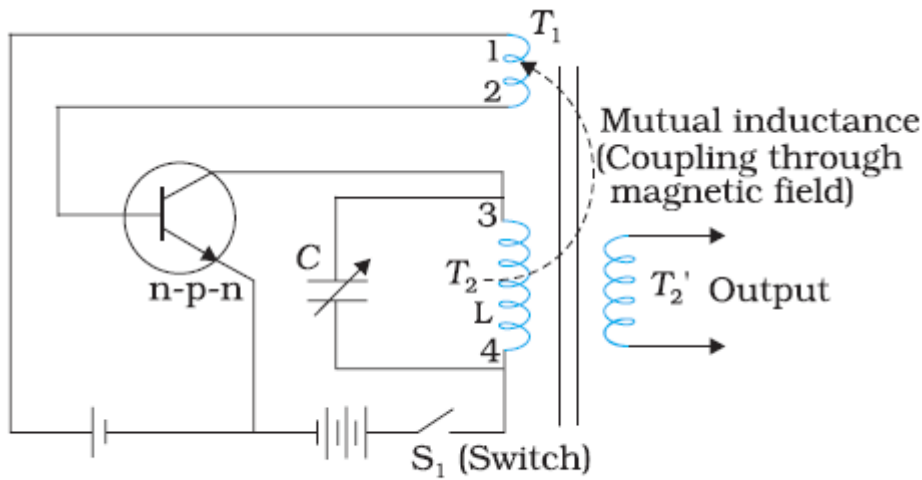 T₁
1
2
Mutual inductance
(Coupling through
magnetic field)
3
C
T₂
L
4
n-p-n
T₂' Output
S₁ (Switch)